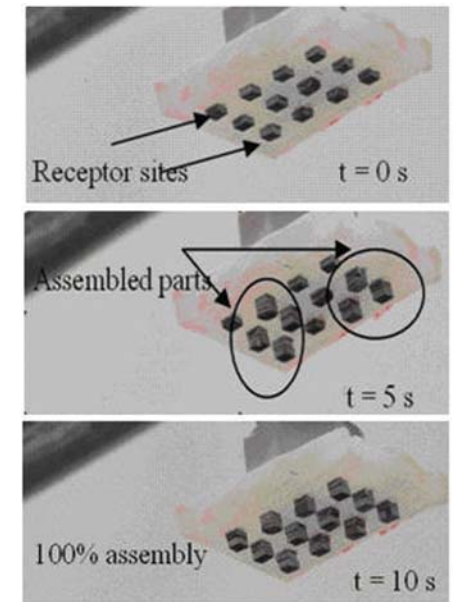 Receptor sites
t = 0 s
Assembled parts
t = 5 s
100% assembly
t = 10 s